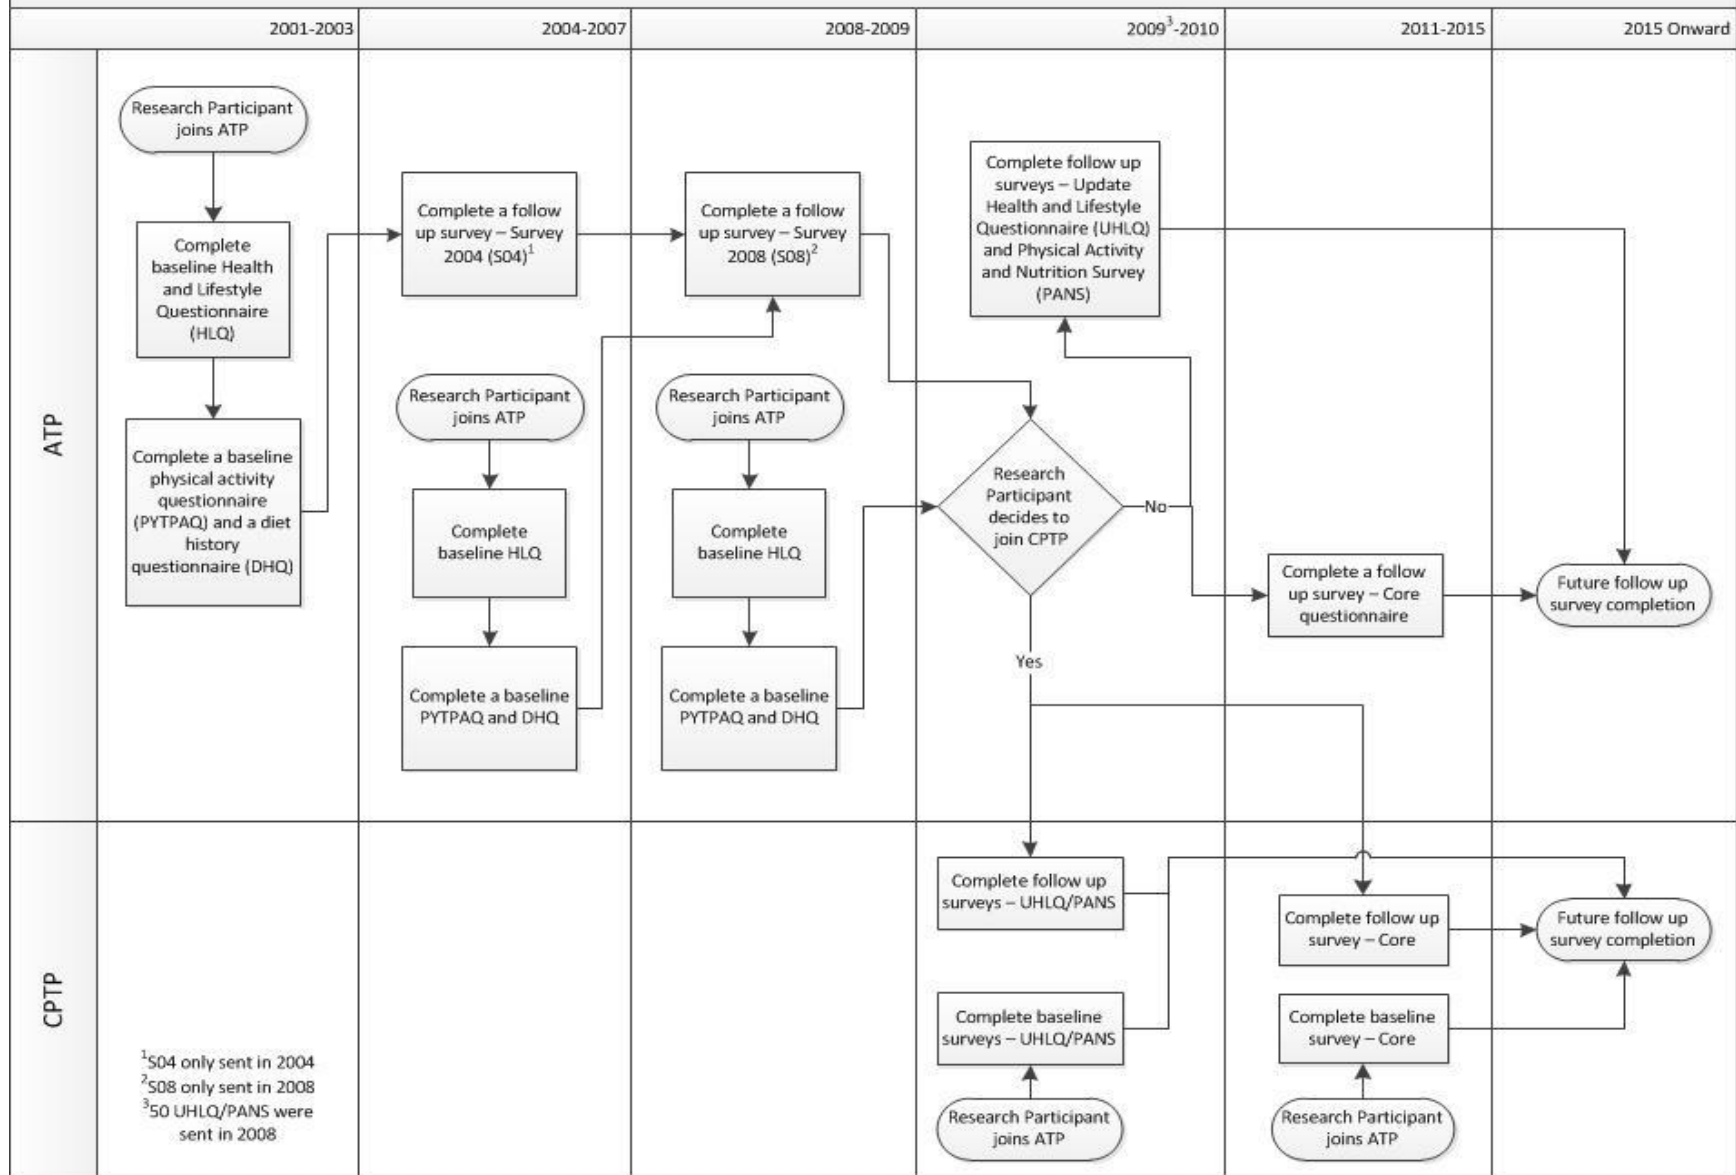 2001-2003
2004-2007
2008-2009
2009³-2010
2011-2015
2015 Onward
ATP
Research Participant
joins ATP
Complete
baseline Health
and Lifestyle
Questionnaire
(HLQ)
Complete a baseline
physical activity
questionnaire
(PYTPAQ) and a diet
history
questionnaire (DHQ)
Complete a follow
up survey – Survey
2004 (S04)¹
Research Participant
joins ATP
Complete
baseline HLQ
Complete a baseline
PYTPAQ and DHQ
Complete a follow
up survey – Survey
2008 (S08)²
Research Participant
joins ATP
Complete
baseline HLQ
Complete a baseline
PYTPAQ and DHQ
Complete follow up
surveys – Update
Health and Lifestyle
Questionnaire (UHLQ)
and Physical Activity
and Nutrition Survey
(PANS)
Research
Participant
decides to
join CPTP
No
Yes
Complete a follow
up survey – Core
questionnaire
Future follow up
survey completion
CPTP
¹S04 only sent in 2004
²S08 only sent in 2008
³50 UHLQ/PANS were
sent in 2008
Complete follow up
surveys – UHLQ/PANS
Complete baseline
surveys – UHLQ/PANS
Research Participant
joins ATP
Complete follow up
survey – Core
Complete baseline
survey – Core
Research Participant
joins ATP
Future follow up
survey completion